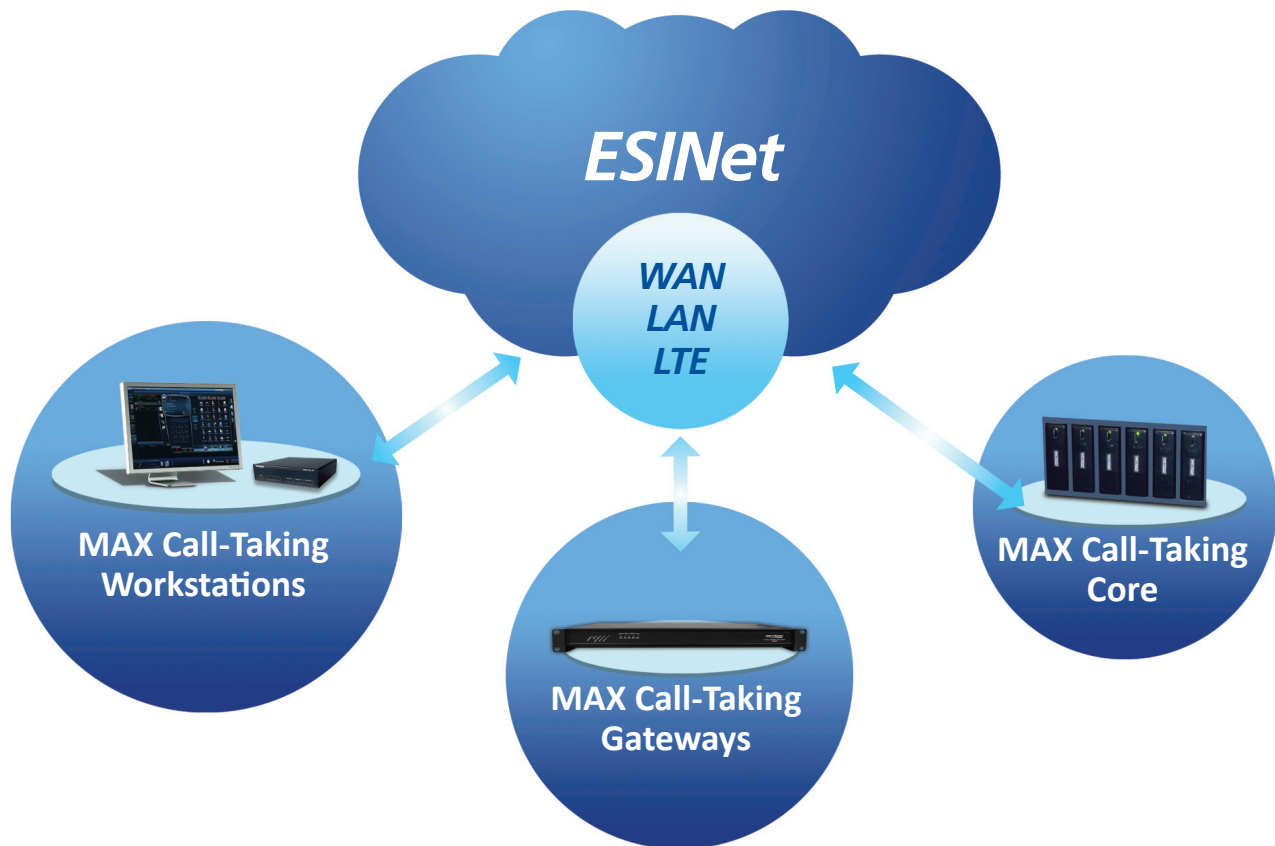 ESINet
WAN
LAN
LTE
MAX Call-Taking
Workstations
MAX Call-Taking
Gateways
MAX Call-Taking
Core